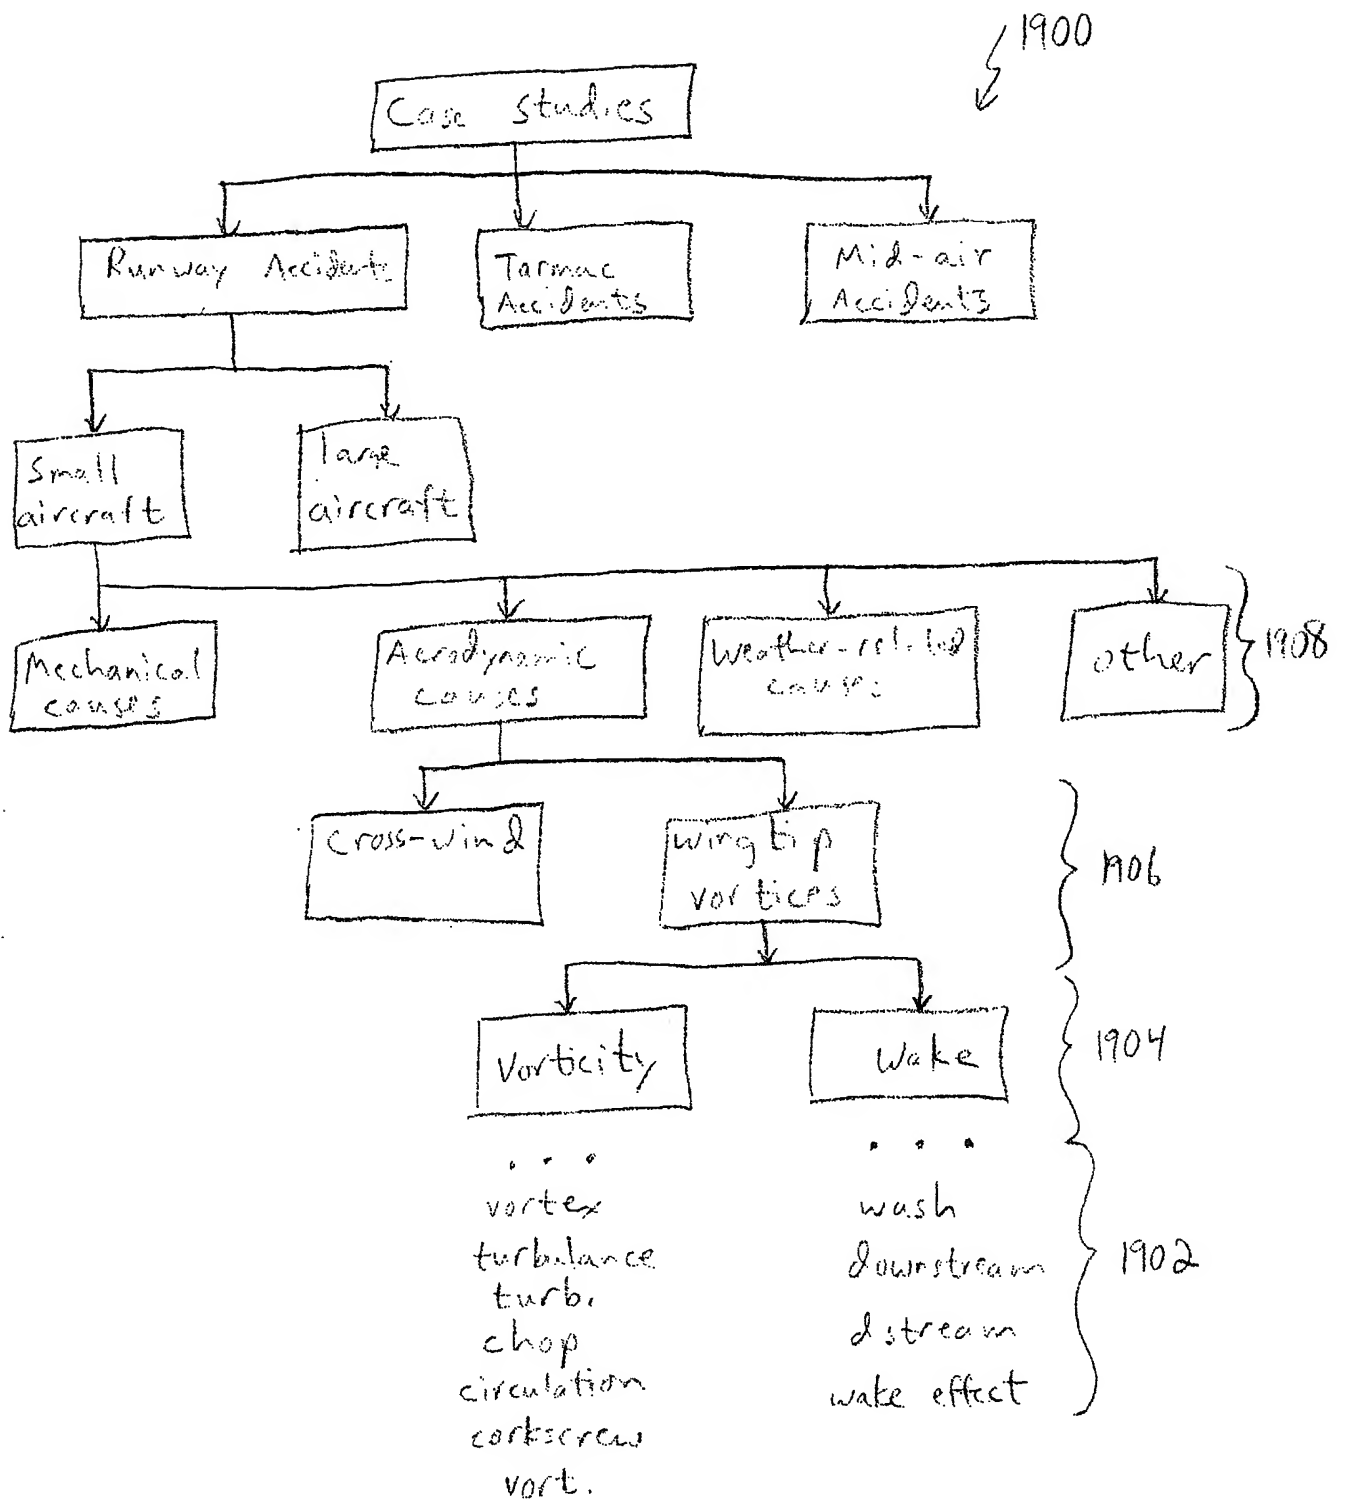 1900
Case Studies
Runway Accidents
Tarmac
Accidents
Mid-air
Accidents
Small
aircraft
large
aircraft
Mechanical
causes
Aerodynamic
causes
Weather-related
causes
other
1908
Cross-wind
wingtip
vortices
1906
Vorticity
Wake
1904
. . .
vortex
turbulance
turb.
chop
circulation
corkscrew
vort.
. . .
wash
downstream
dstream
wake effect
1902